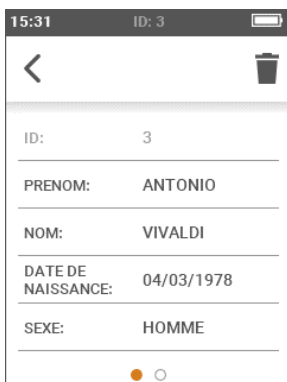 15:31 ID: 3
ID: 3
PRENOM: ANTONIO
NOM: VIVALDI
DATE DE
NAISSANCE: 04/03/1978
SEXE: HOMME